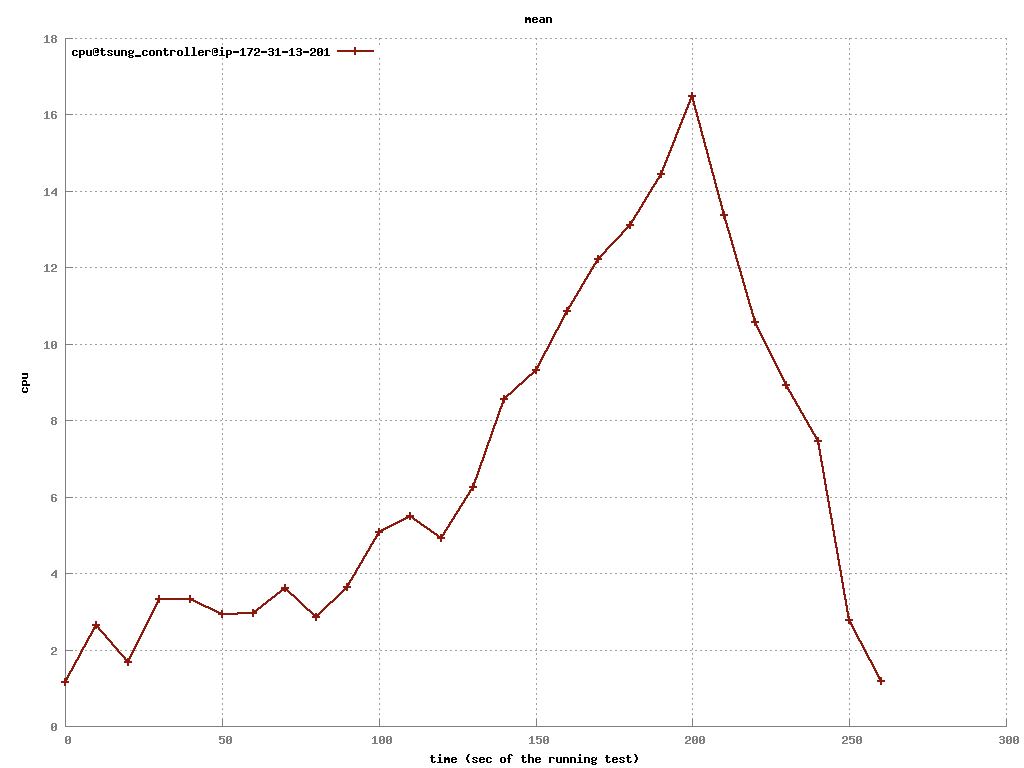 mean
cpu@tsung_controller@ip-172-31-13-201
18
16
14
12
10
8
6
4
2
0
cpu
0 50 100 150 200 250 300
time (sec of the running test)